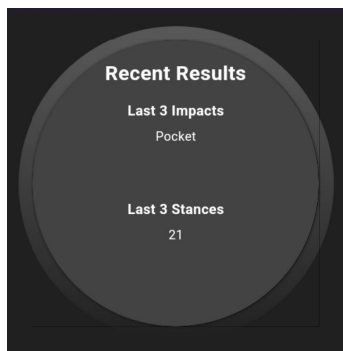 Recent Results
Last 3 Impacts
Pocket
Last 3 Stances
21